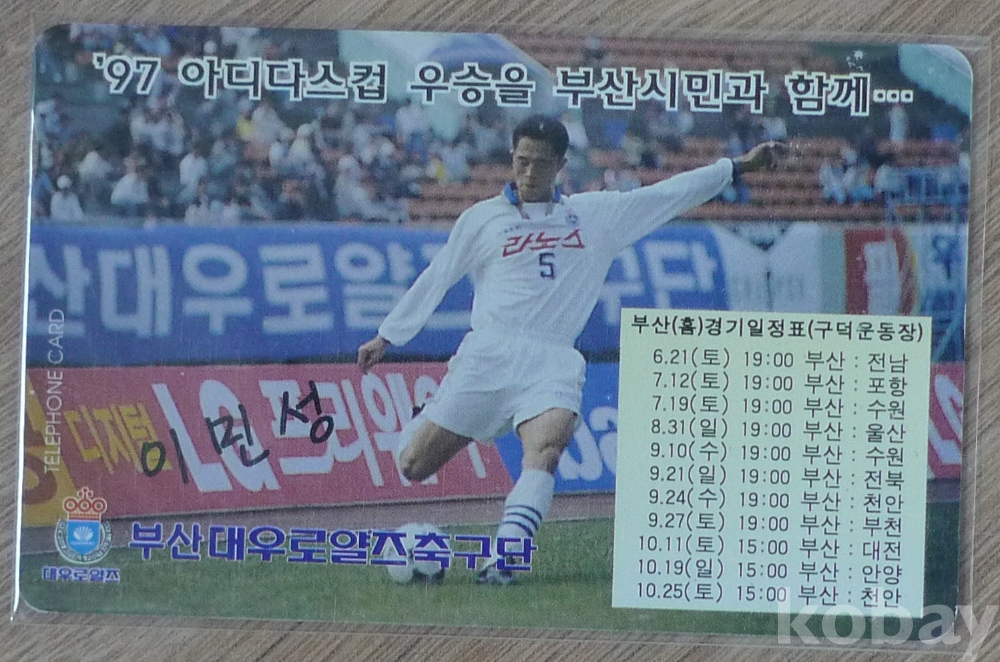 '97 아디다스컵 우승을 부산시민과 함께...
라노스
5
산대우로얄즈축구단
TELEPHONE CARD
디지털
LG 프리웨이
이민성
부산(홈)경기일정표(구덕운동장)
6.21(토) 19:00 부산 : 전남
7.12(토) 19:00 부산 : 포항
7.19(토) 19:00 부산 : 수원
8.31(일) 19:00 부산 : 울산
9.10(수) 19:00 부산 : 수원
9.21(일) 19:00 부산 : 전북
9.24(수) 19:00 부산 : 천안
9.27(토) 19:00 부산 : 부천
10.11(토) 15:00 부산 : 대전
10.19(일) 15:00 부산 : 안양
10.25(토) 15:00 부산 : 천안
부산대우로얄즈축구단
대우로얄즈
kobay